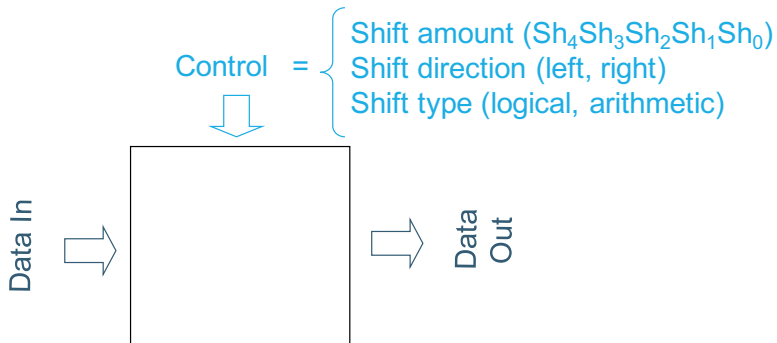 Shift amount (Sh₄Sh₃Sh₂Sh₁Sh₀)
Control = Shift direction (left, right)
Shift type (logical, arithmetic)
Data In
Data
Out